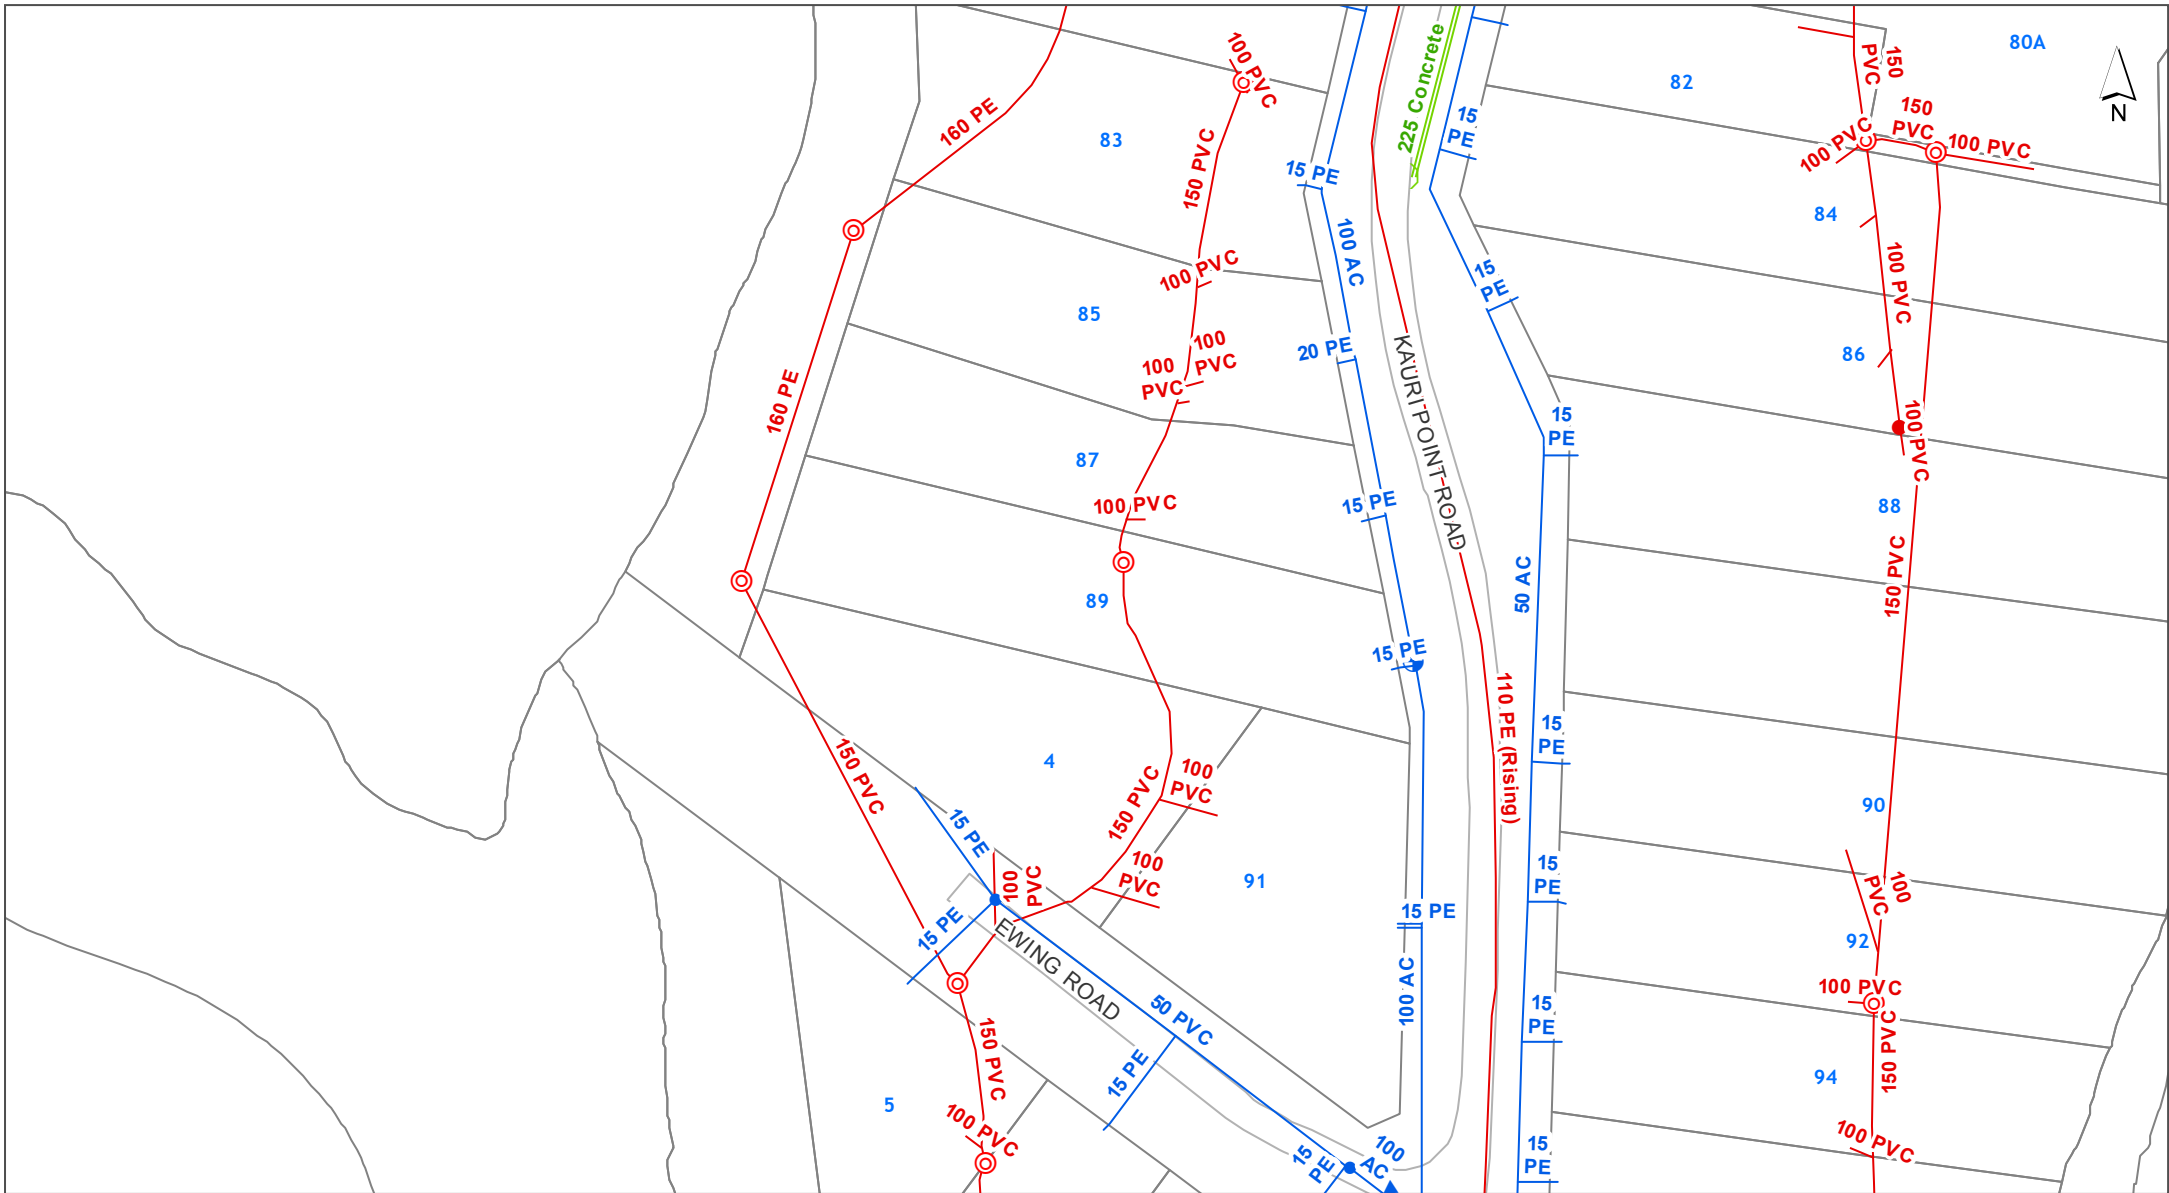 80A
82
83
84
85
86
87
88
89
90
91
92
94
4
5
N
KAURI POINT ROAD
EWING ROAD
225 Concrete
160 PE
160 PE
100 PVC
150 PVC
100 PVC
100
PVC
100
PVC
100 PVC
150 PVC
100
PVC
100
PVC
100
PVC
150 PVC
150 PVC
100 PVC
110 PE (Rising)
150
PVC
150
PVC
100 PVC
100 PVC
100 PVC
100 PVC
150 PVC
100
PVC
100 PVC
150 PVC
100 PVC
15 PE
100 AC
20 PE
15 PE
15 PE
15 PE
100 AC
15
PE
15
PE
15
PE
50 AC
15
PE
15
PE
15
PE
15
PE
15 PE
15 PE
50 PVC
15 PE
15
PE
100
AC